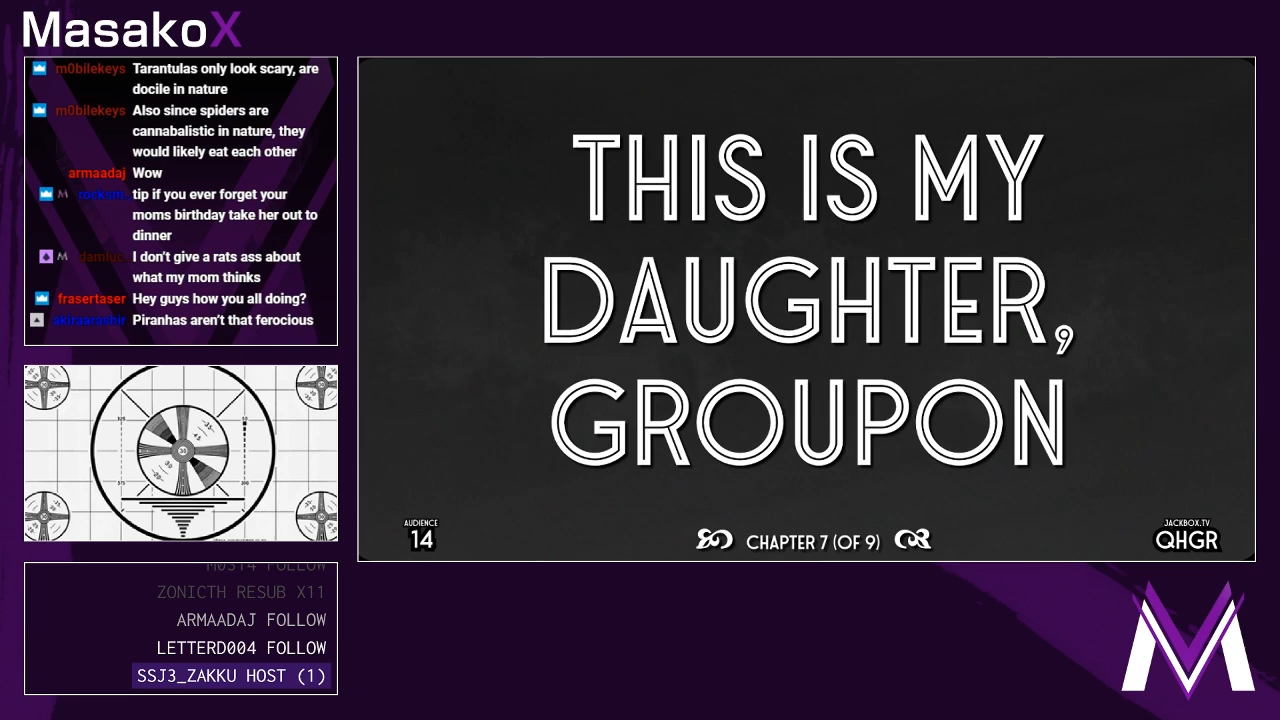 MasakoX
m0bilekeys Tarantulas only look scary, are
docile in nature
m0bilekeys Also since spiders are
cannabalistic in nature, they
would likely eat each other
armaadaj Wow
tip if you ever forget your
moms birthday take her out to
dinner
I don't give a rats ass about
what my mom thinks
frasertaser Hey guys how you all doing?
Piranhas aren't that ferocious
THIS IS MY
DAUGHTER,
GROUPON
AUDIENCE
14
CHAPTER 7 (OF 9)
JACKBOX.TV
QHGR
ZONICTH RESUB X11
ARMAADAJ FOLLOW
LETTERD004 FOLLOW
SSJ3_ZAKKU HOST (1)